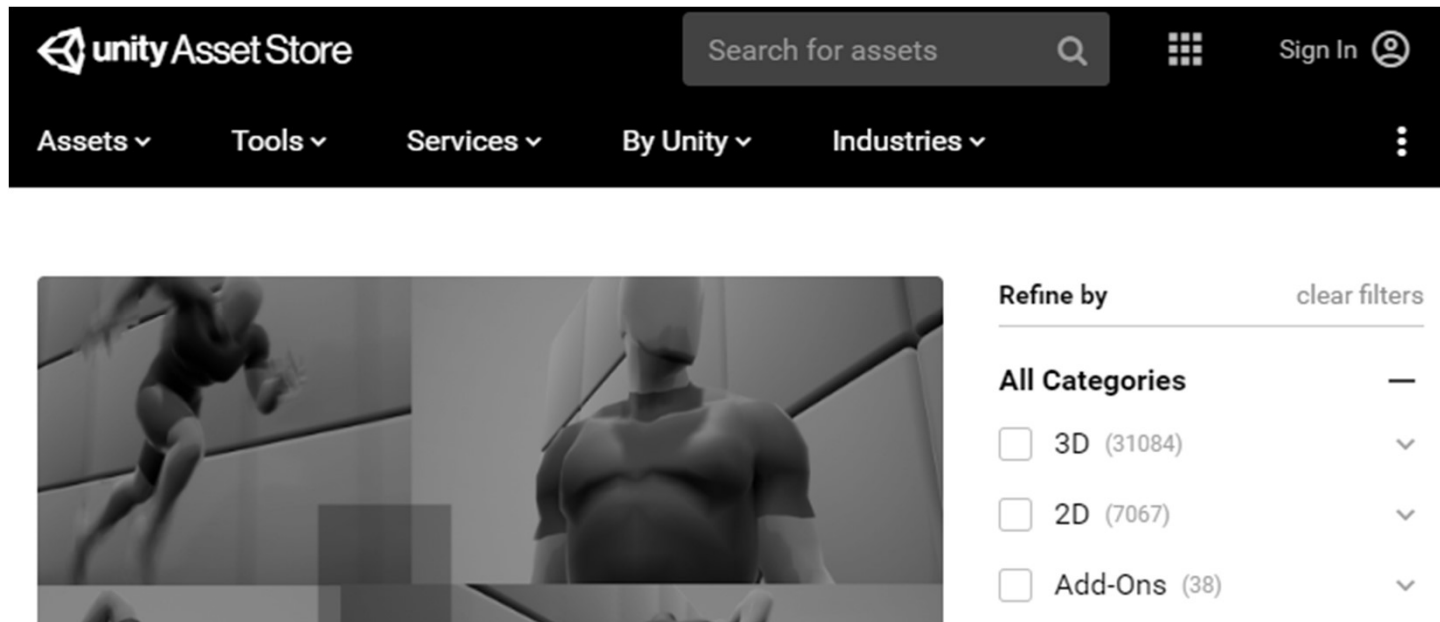 unity Asset Store
Search for assets
Sign In
Assets Tools Services By Unity Industries
Refine by clear filters
All Categories
3D (31084)
2D (7067)
Add-Ons (38)